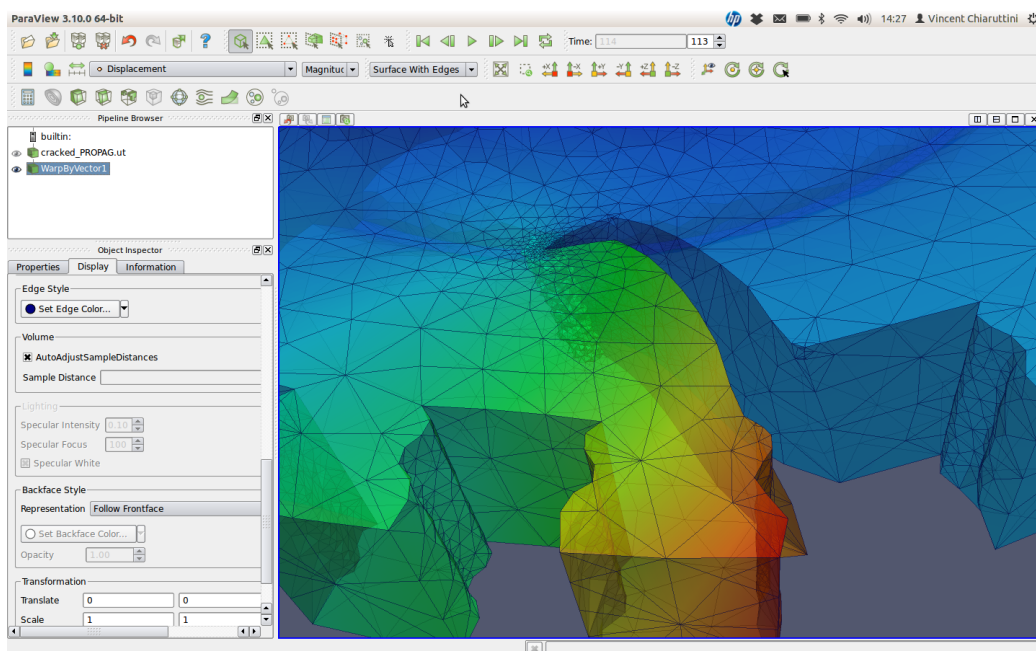 ParaView 3.10.0 64-bit
14:27 Vincent Chiaruttini
Time: 114 113
Displacement Magnituc Surface With Edges +X -X +Y -Y +Z -Z
Pipeline Browser
builtin:
cracked_PROPAG.ut
WarpByVector1
Object Inspector
Properties Display Information
Edge Style
Set Edge Color...
Volume
AutoAdjustSampleDistances
Sample Distance
Lighting
Specular Intensity 0.10
Specular Focus 100
Specular White
Backface Style
Representation Follow Frontface
Set Backface Color...
Opacity 1.00
Transformation
Translate 0 0
Scale 1 1